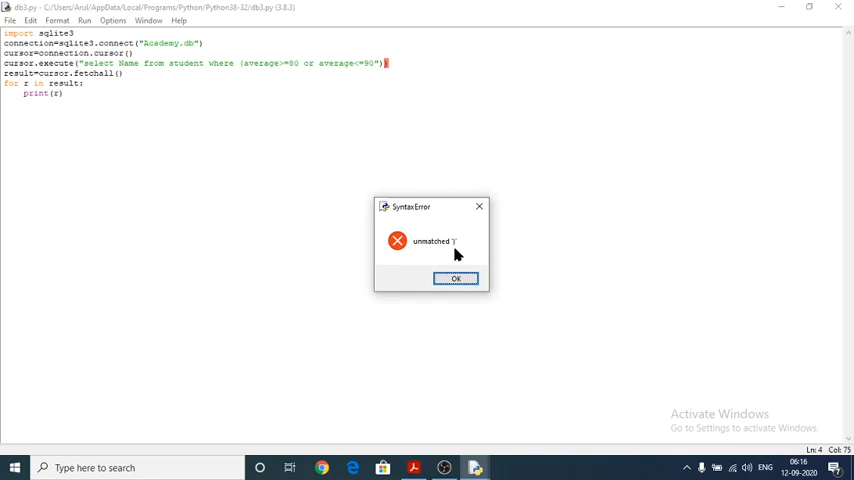 db3.py - C:/Users/Arul/AppData/Local/Programs/Python/Python38-32/db3.py (3.8.3)
File Edit Format Run Options Window Help
import sqlite3
connection=sqlite3.connect("Academy.db")
cursor=connection.cursor()
cursor.execute("select Name from student where (average>=80 or average<=90"))
result=cursor.fetchall()
for r in result:
    print(r)
SyntaxError
unmatched ')'
OK
Activate Windows
Go to Settings to activate Windows.
Ln: 4 Col: 75
Type here to search
ENG
06:16
12-09-2020
7